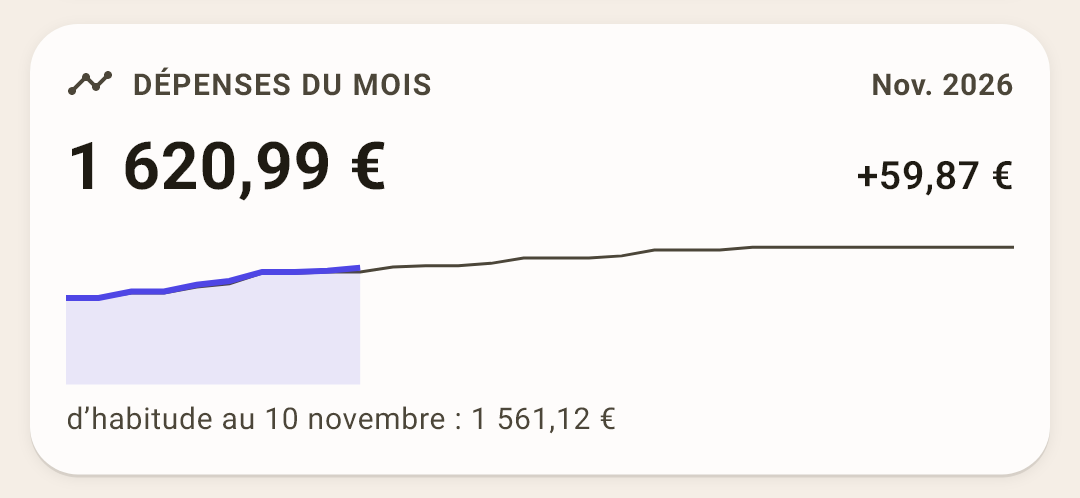 DÉPENSES DU MOIS
Nov. 2026
1 620,99 €
+59,87 €
d’habitude au 10 novembre : 1 561,12 €